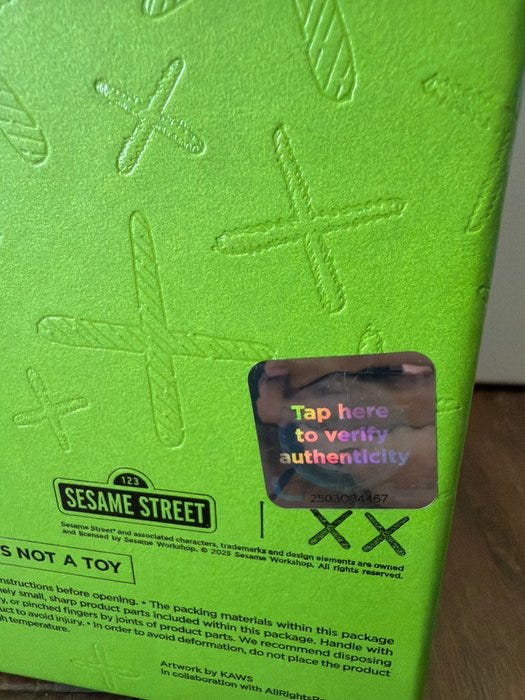 Tap here
to verify
authenticity
2503C34457
123
SESAME STREET
XX
Sesame Street® and associated characters, trademarks and design elements are owned
and licensed by Sesame Workshop. © 2025 Sesame Workshop. All rights reserved.
S NOT A TOY
nstructions before opening. • The packing materials within this package
ely small, sharp product parts included within this package. Handle with
y, or pinched fingers by joints of product parts. We recommend disposing
uct to avoid injury. • In order to avoid deformation, do not place the product
h temperature.
Artwork by KAWS
In collaboration with AllRights